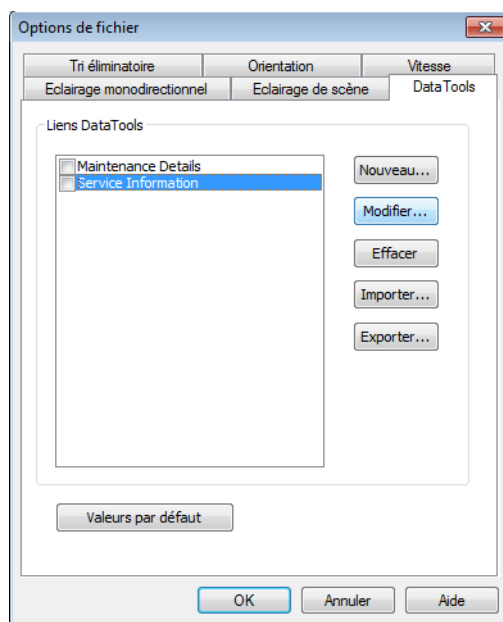 Options de fichier
Tri éliminatoire Orientation Vitesse
Eclairage monodirectionnel Eclairage de scène DataTools
Liens DataTools
Maintenance Details
Service Information
Nouveau...
Modifier...
Effacer
Importer...
Exporter...
Valeurs par défaut
OK Annuler Aide